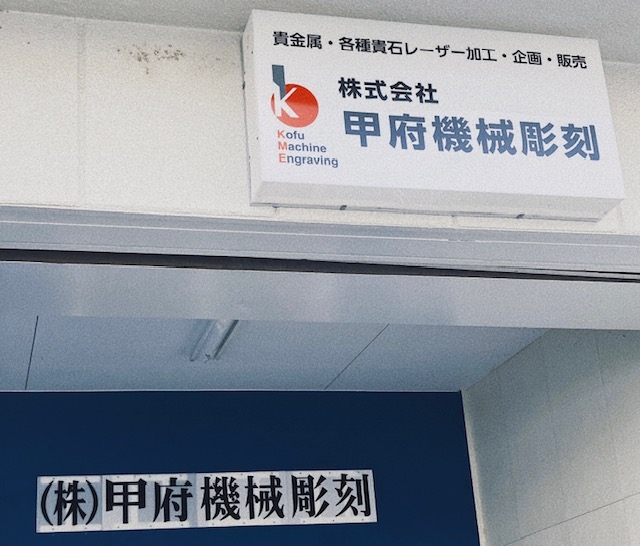 貴金属・各種貴石レーザー加工・企画・販売
K
Kofu
Machine
Engraving
株式会社
甲府機械彫刻
(株)甲府機械彫刻